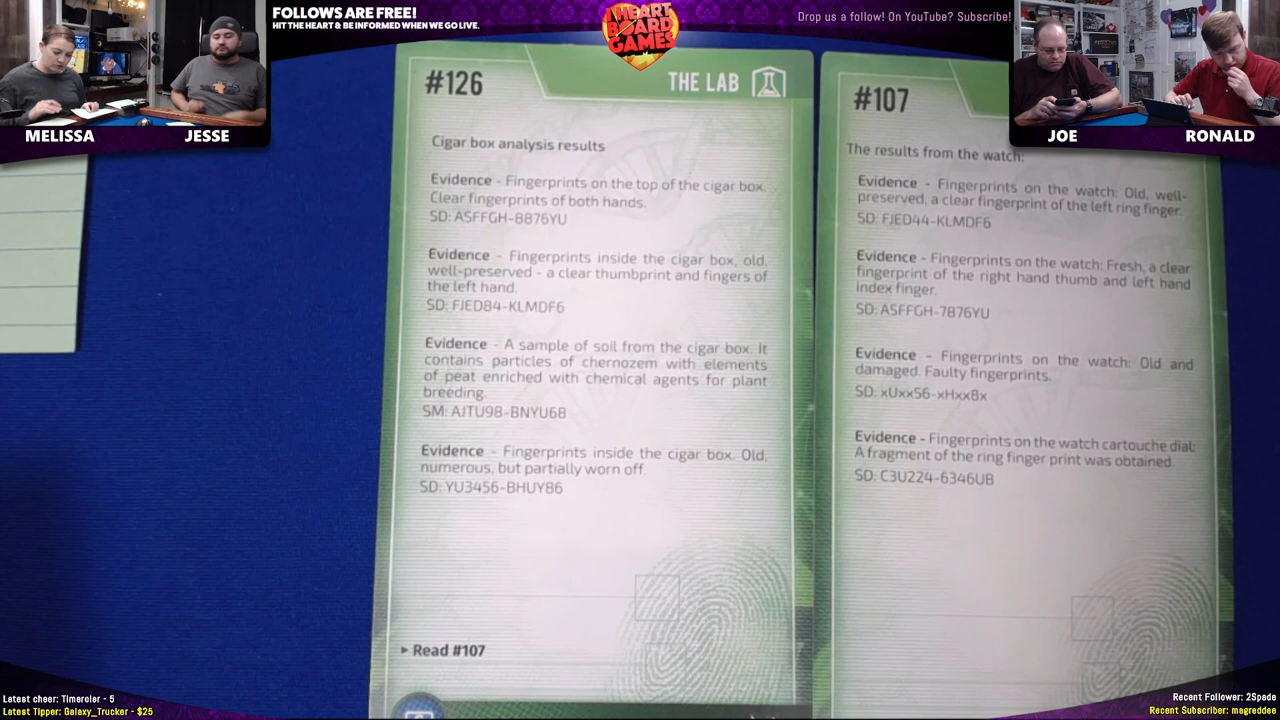 FOLLOWS ARE FREE!
HIT THE HEART & BE INFORMED WHEN WE GO LIVE.
I HEART
BOARD
GAMES
Drop us a follow! On YouTube? Subscribe!
MELISSA
JESSE
JOE
RONALD
#126
THE LAB
Cigar box analysis results
Evidence - Fingerprints on the top of the cigar box.
Clear fingerprints of both hands.
SD: ASFFGH-8876YU
Evidence - Fingerprints inside the cigar box, old,
well-preserved - a clear thumbprint and fingers of
the left hand.
SD: FJED84-KLMDF6
Evidence - A sample of soil from the cigar box. It
contains particles of chernozem with elements
of peat enriched with chemical agents for plant
breeding.
SM: AJTU98-BNYU68
Evidence - Fingerprints inside the cigar box. Old,
numerous, but partially worn off.
SD: YU3456-BHUY86
Read #107
#107
The results from the watch:
Evidence - Fingerprints on the watch: Old, well-
preserved, a clear fingerprint of the left ring finger.
SD: FJED44-KLMDF6
Evidence - Fingerprints on the watch: Fresh, a clear
fingerprint of the right hand thumb and left hand
index finger.
SD: ASFFGH-7876YU
Evidence - Fingerprints on the watch: Old and
damaged. Faulty fingerprints.
SD: xUxx56-xHxx8x
Evidence - Fingerprints on the watch cartouche dial:
A fragment of the ring finger print was obtained.
SD: C3U224-6346UB
Latest cheer: Timeroler - 5
Latest Tipper: Galaxy_Trucker - $25
Recent Follower: 2Spade
Recent Subscriber: magreddee